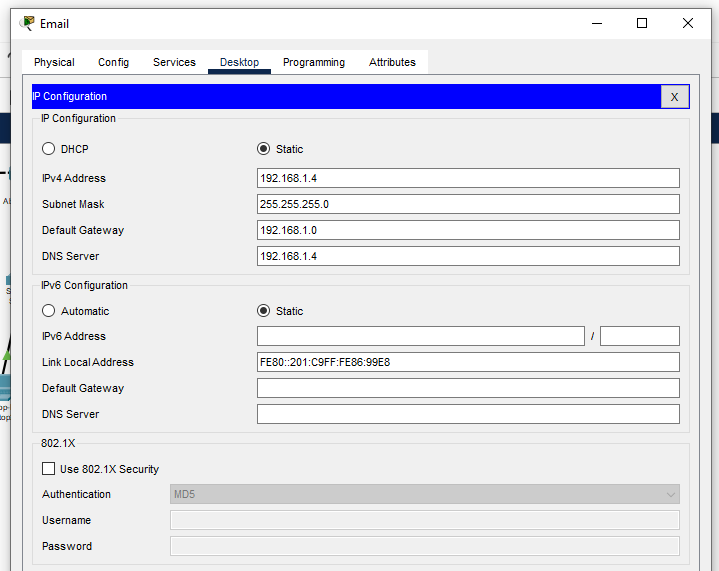 Email
Physical Config Services Desktop Programming Attributes
IP Configuration X
IP Configuration
DHCP Static
IPv4 Address 192.168.1.4
Subnet Mask 255.255.255.0
Default Gateway 192.168.1.0
DNS Server 192.168.1.4
IPv6 Configuration
Automatic Static
IPv6 Address /
Link Local Address FE80::201:C9FF:FE86:99E8
Default Gateway
DNS Server
802.1X
Use 802.1X Security
Authentication MD5
Username
Password